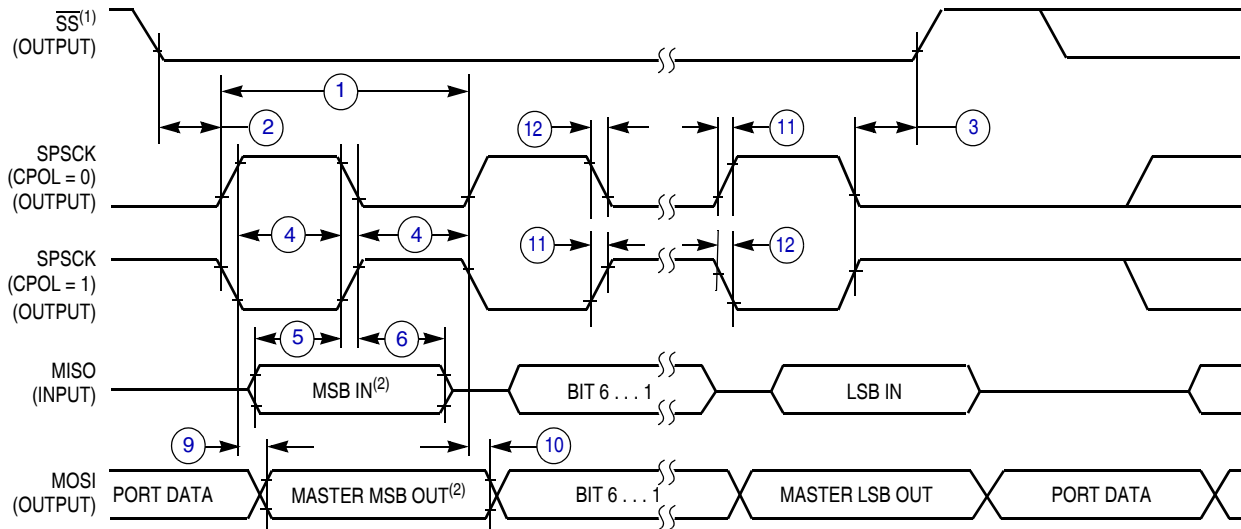 SS(1)
(OUTPUT)
1
2
12
11
3
SPSCK
(CPOL = 0)
(OUTPUT)
4
4
SPSCK
(CPOL = 1)
(OUTPUT)
11
12
5
6
MISO
(INPUT)
MSB IN(2)
BIT 6 . . . 1
LSB IN
9
10
MOSI
(OUTPUT)
PORT DATA
MASTER MSB OUT(2)
BIT 6 . . . 1
MASTER LSB OUT
PORT DATA